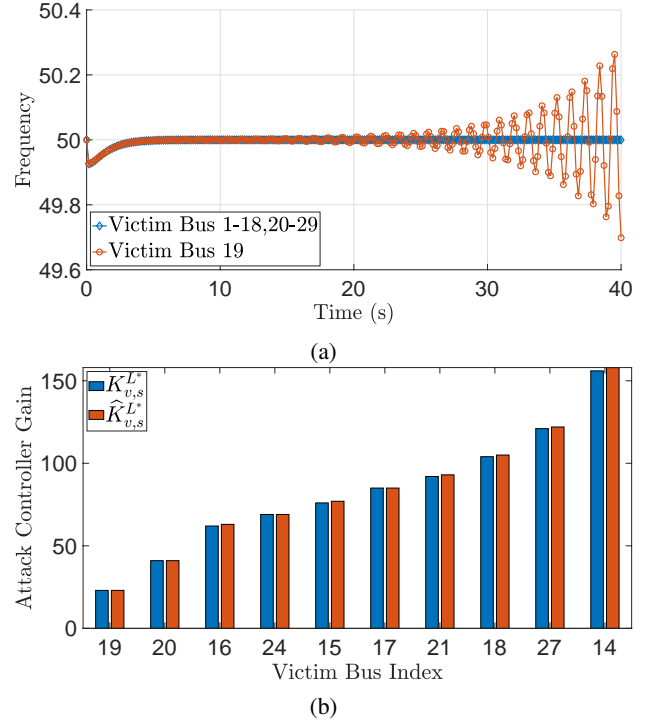 50.4
50.2
50
49.8
49.6
Frequency
Victim Bus 1-18,20-29
Victim Bus 19
0 10 20 30 40
Time (s)
(a)
150
100
50
0
Attack Controller Gain
K_{v,s}^{L*}
\widehat{K}_{v,s}^{L*}
19 20 16 24 15 17 21 18 27 14
Victim Bus Index
(b)